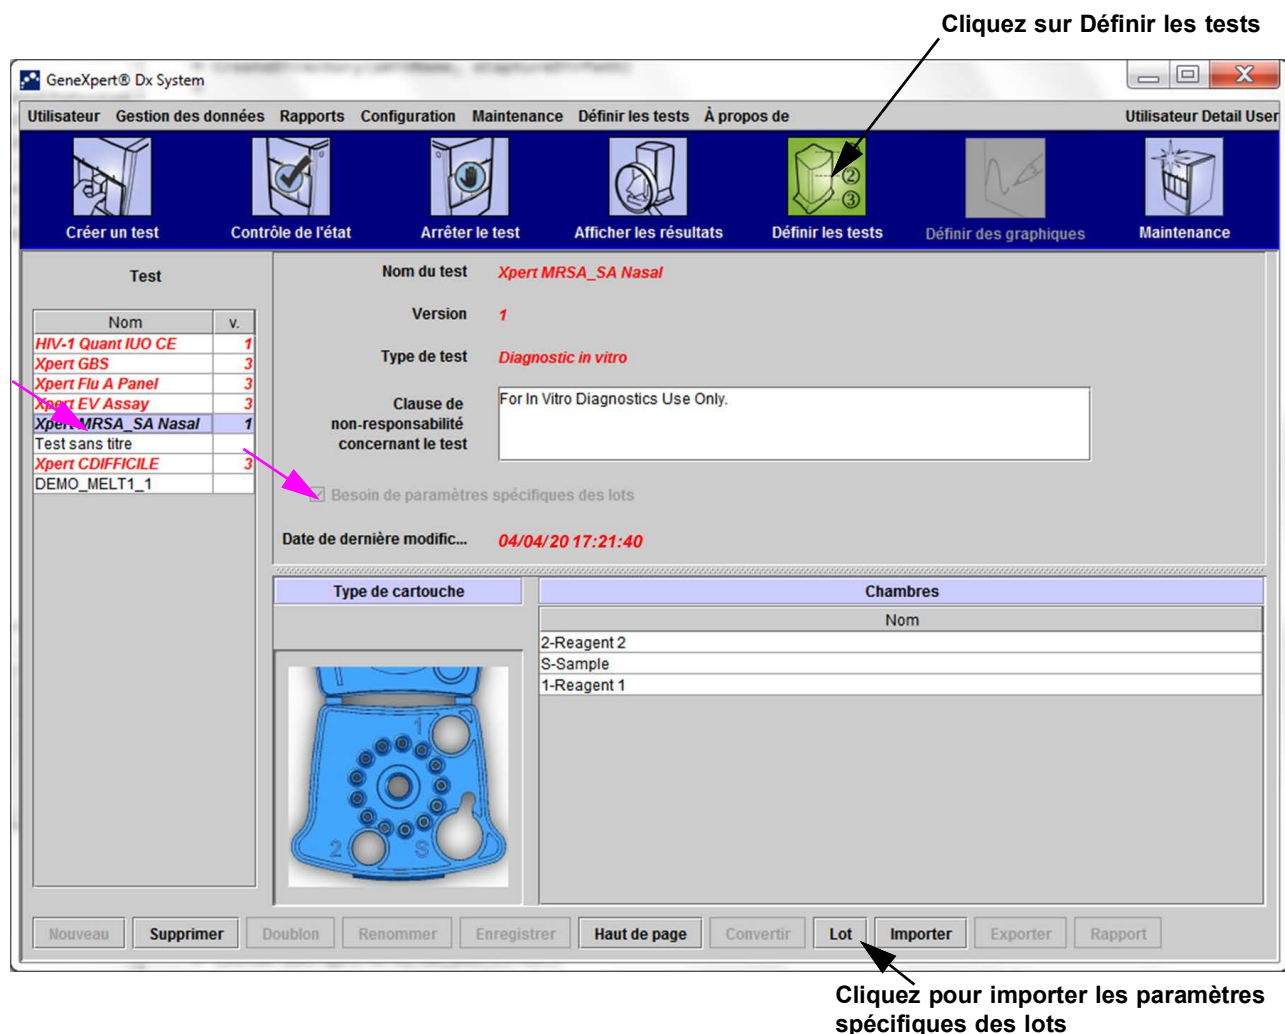 Cliquez sur Définir les tests
GeneXpert® Dx System
Utilisateur Gestion des données Rapports Configuration Maintenance Définir les tests À propos de Utilisateur Detail User
Créer un test Contrôle de l'état Arrêter le test Afficher les résultats Définir les tests Définir des graphiques Maintenance
② 
③
Test
Nom v.
HIV-1 Quant IUO CE 1
Xpert GBS 3
Xpert Flu A Panel 3
Xpert EV Assay 3
Xpert MRSA_SA Nasal 1
Test sans titre
Xpert CDIFFICILE 3
DEMO_MELT1_1
Nom du test Xpert MRSA_SA Nasal
Version 1
Type de test Diagnostic in vitro
Clause de
non-responsabilité
concernant le test
For In Vitro Diagnostics Use Only.
Besoin de paramètres spécifiques des lots
Date de dernière modific... 04/04/20 17:21:40
Type de cartouche
1
2
S
Chambres
Nom
2-Reagent 2
S-Sample
1-Reagent 1
Nouveau Supprimer Doublon Renommer Enregistrer Haut de page Convertir Lot Importer Exporter Rapport
Cliquez pour importer les paramètres
spécifiques des lots